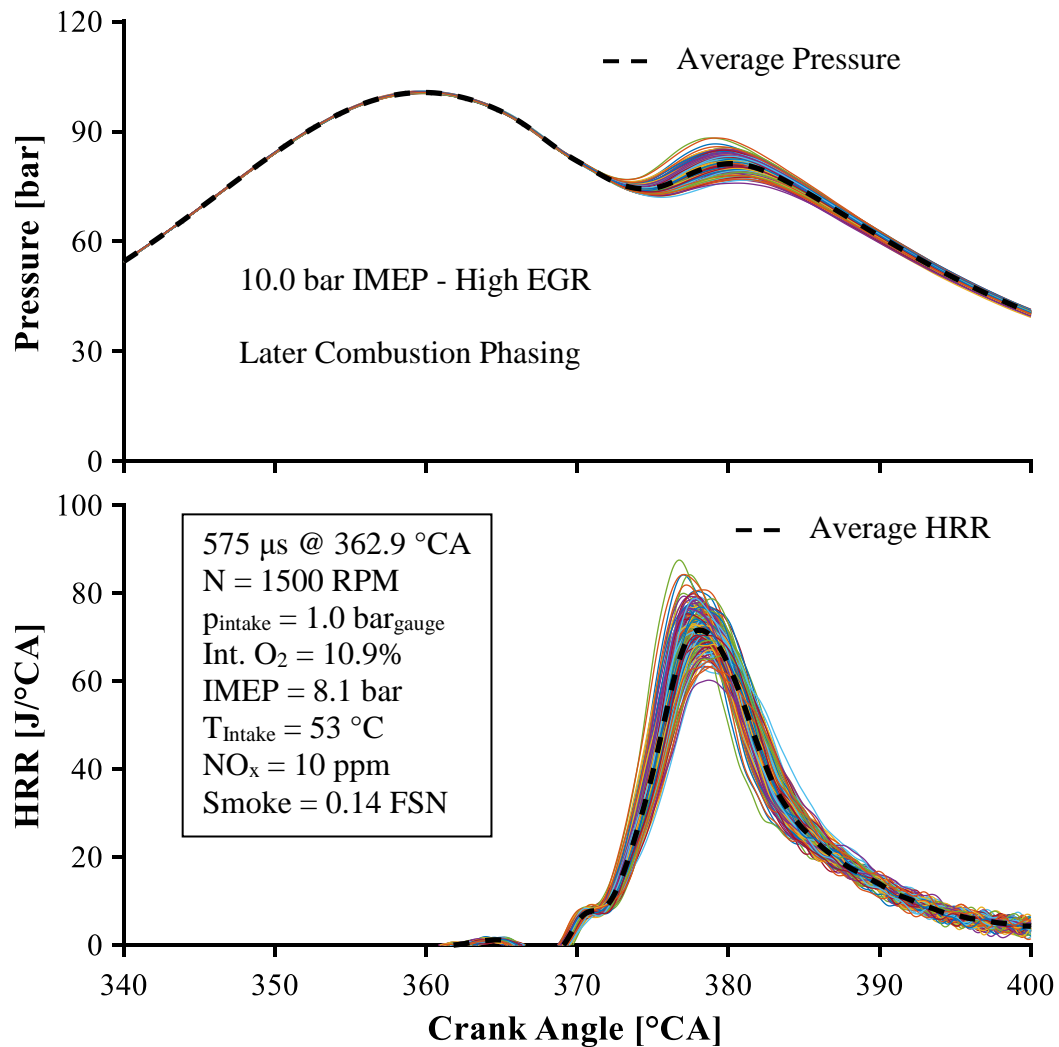 120
90
60
30
0
Pressure [bar]
Average Pressure
10.0 bar IMEP - High EGR
Later Combustion Phasing
100
80
60
40
20
0
HRR [J/°CA]
Average HRR
575 μs @ 362.9 °CA
N = 1500 RPM
pintake = 1.0 bargauge
Int. O2 = 10.9%
IMEP = 8.1 bar
TIntake = 53 °C
NOx = 10 ppm
Smoke = 0.14 FSN
340 350 360 370 380 390 400
Crank Angle [°CA]